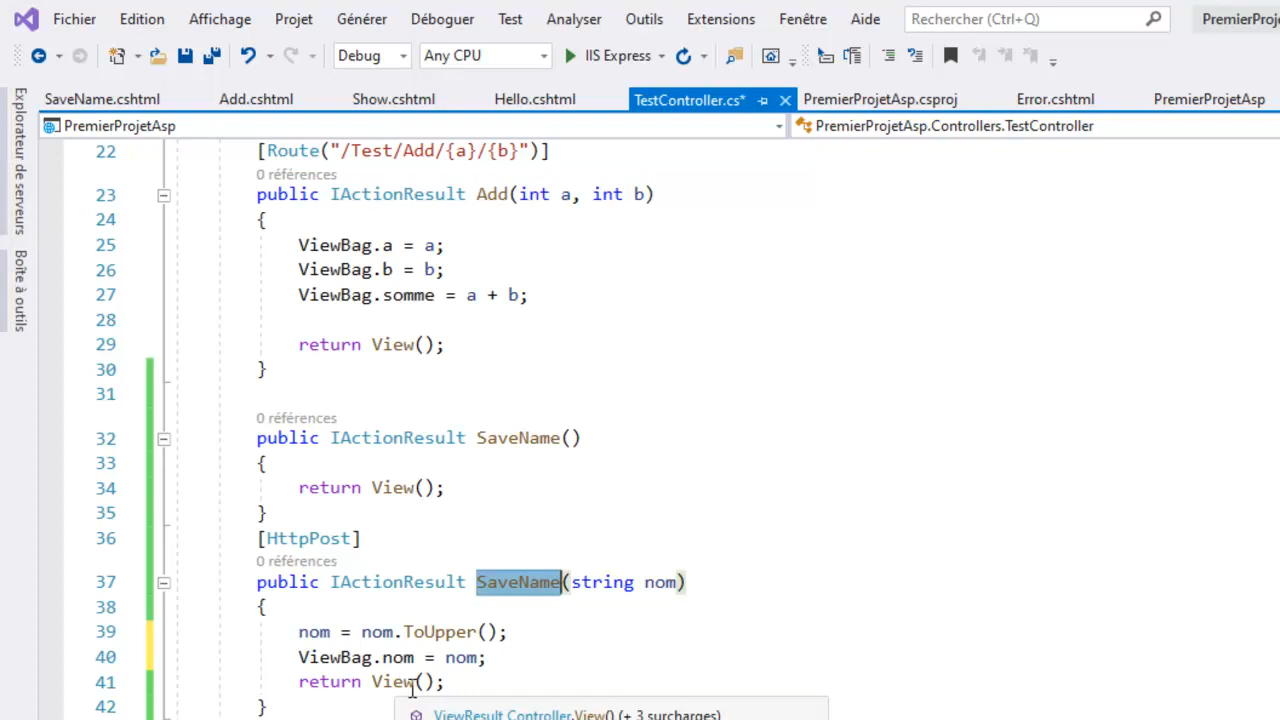 Fichier Edition Affichage Projet Générer Déboguer Test Analyser Outils Extensions Fenêtre Aide Rechercher (Ctrl+Q) PremierProje
Debug Any CPU IIS Express
SaveName.cshtml Add.cshtml Show.cshtml Hello.cshtml TestController.cs* PremierProjetAsp.csproj Error.cshtml PremierProjetAsp
PremierProjetAsp PremierProjetAsp.Controllers.TestController
Explorateur de serveurs
Boîte à outils
22 [Route("/Test/Add/{a}/{b}")]
0 références
23 public IActionResult Add(int a, int b)
24 {
25 ViewBag.a = a;
26 ViewBag.b = b;
27 ViewBag.somme = a + b;
28
29 return View();
30 }
31
0 références
32 public IActionResult SaveName()
33 {
34 return View();
35 }
36 [HttpPost]
0 références
37 public IActionResult SaveName(string nom)
38 {
39 nom = nom.ToUpper();
40 ViewBag.nom = nom;
41 return View();
42 }
ViewResult Controller.View() (+ 3 surcharges)